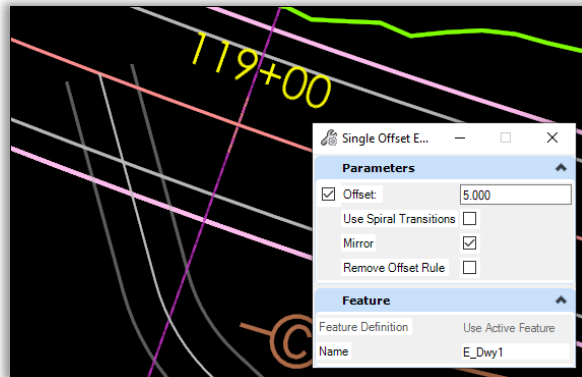 119+00
Single Offset E...
Parameters
Offset: 5.000
Use Spiral Transitions
Mirror
Remove Offset Rule
Feature
Feature Definition Use Active Feature
Name E_Dwy1
C